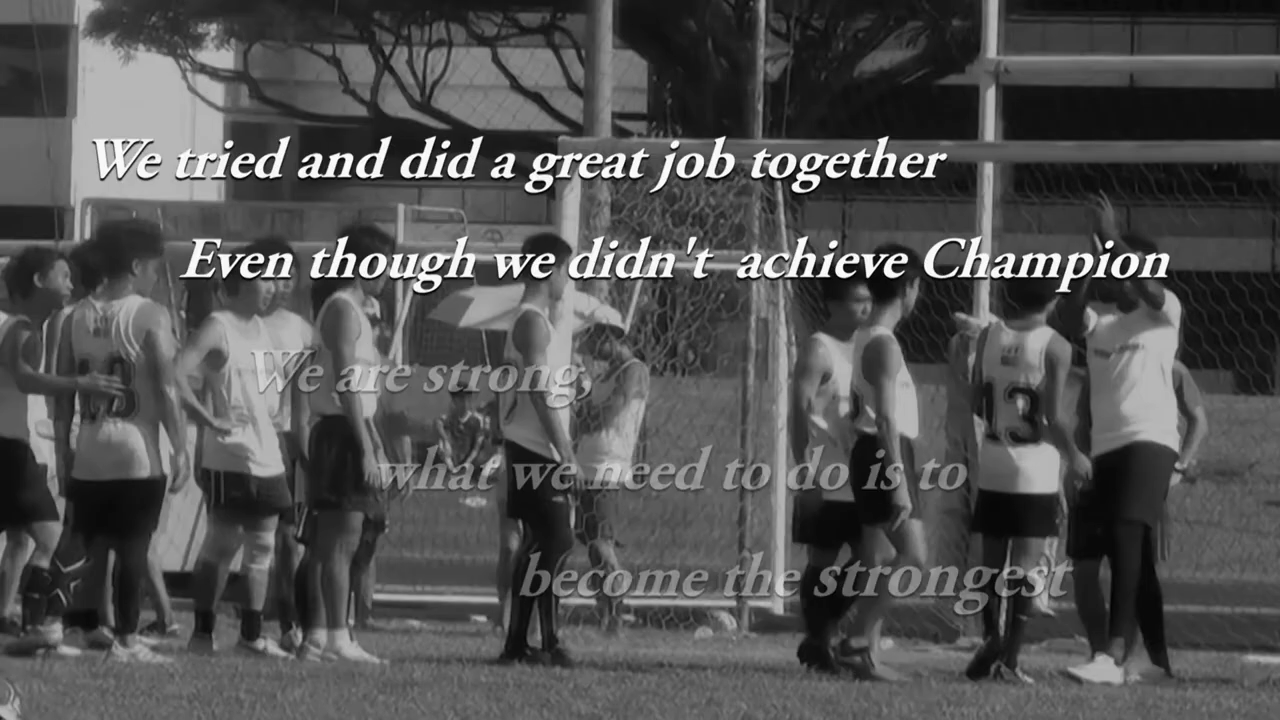 We tried and did a great job together
Even though we didn't achieve Champion
We are strong,
what we need to do is to
become the strongest
13